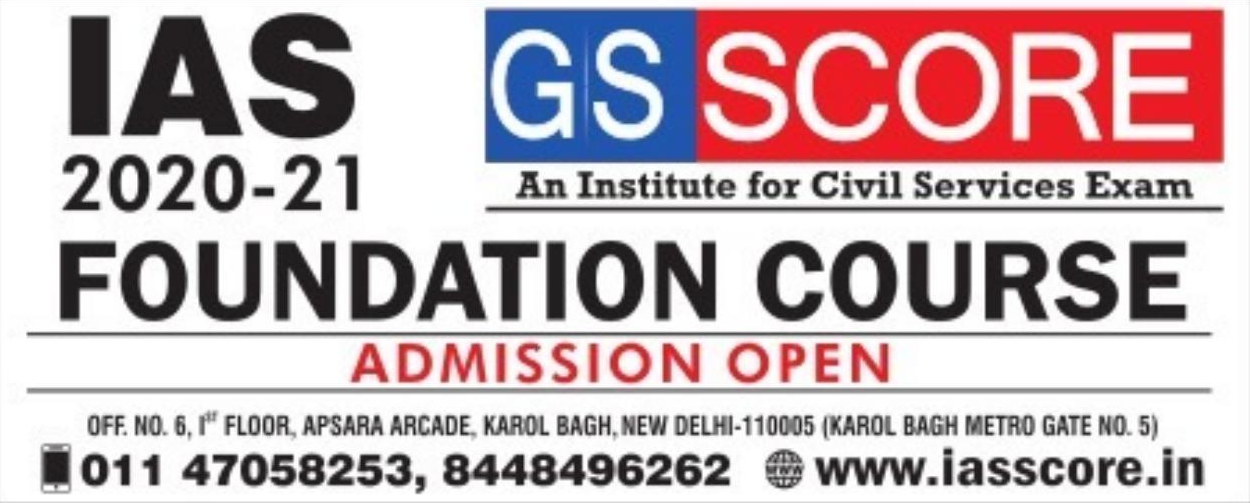 IAS
2020-21
GS SCORE
An Institute for Civil Services Exam
FOUNDATION COURSE
ADMISSION OPEN
OFF. NO. 6, Iˢᵗ FLOOR, APSARA ARCADE, KAROL BAGH, NEW DELHI-110005 (KAROL BAGH METRO GATE NO. 5)
011 47058253, 8448496262 www www.iasscore.in